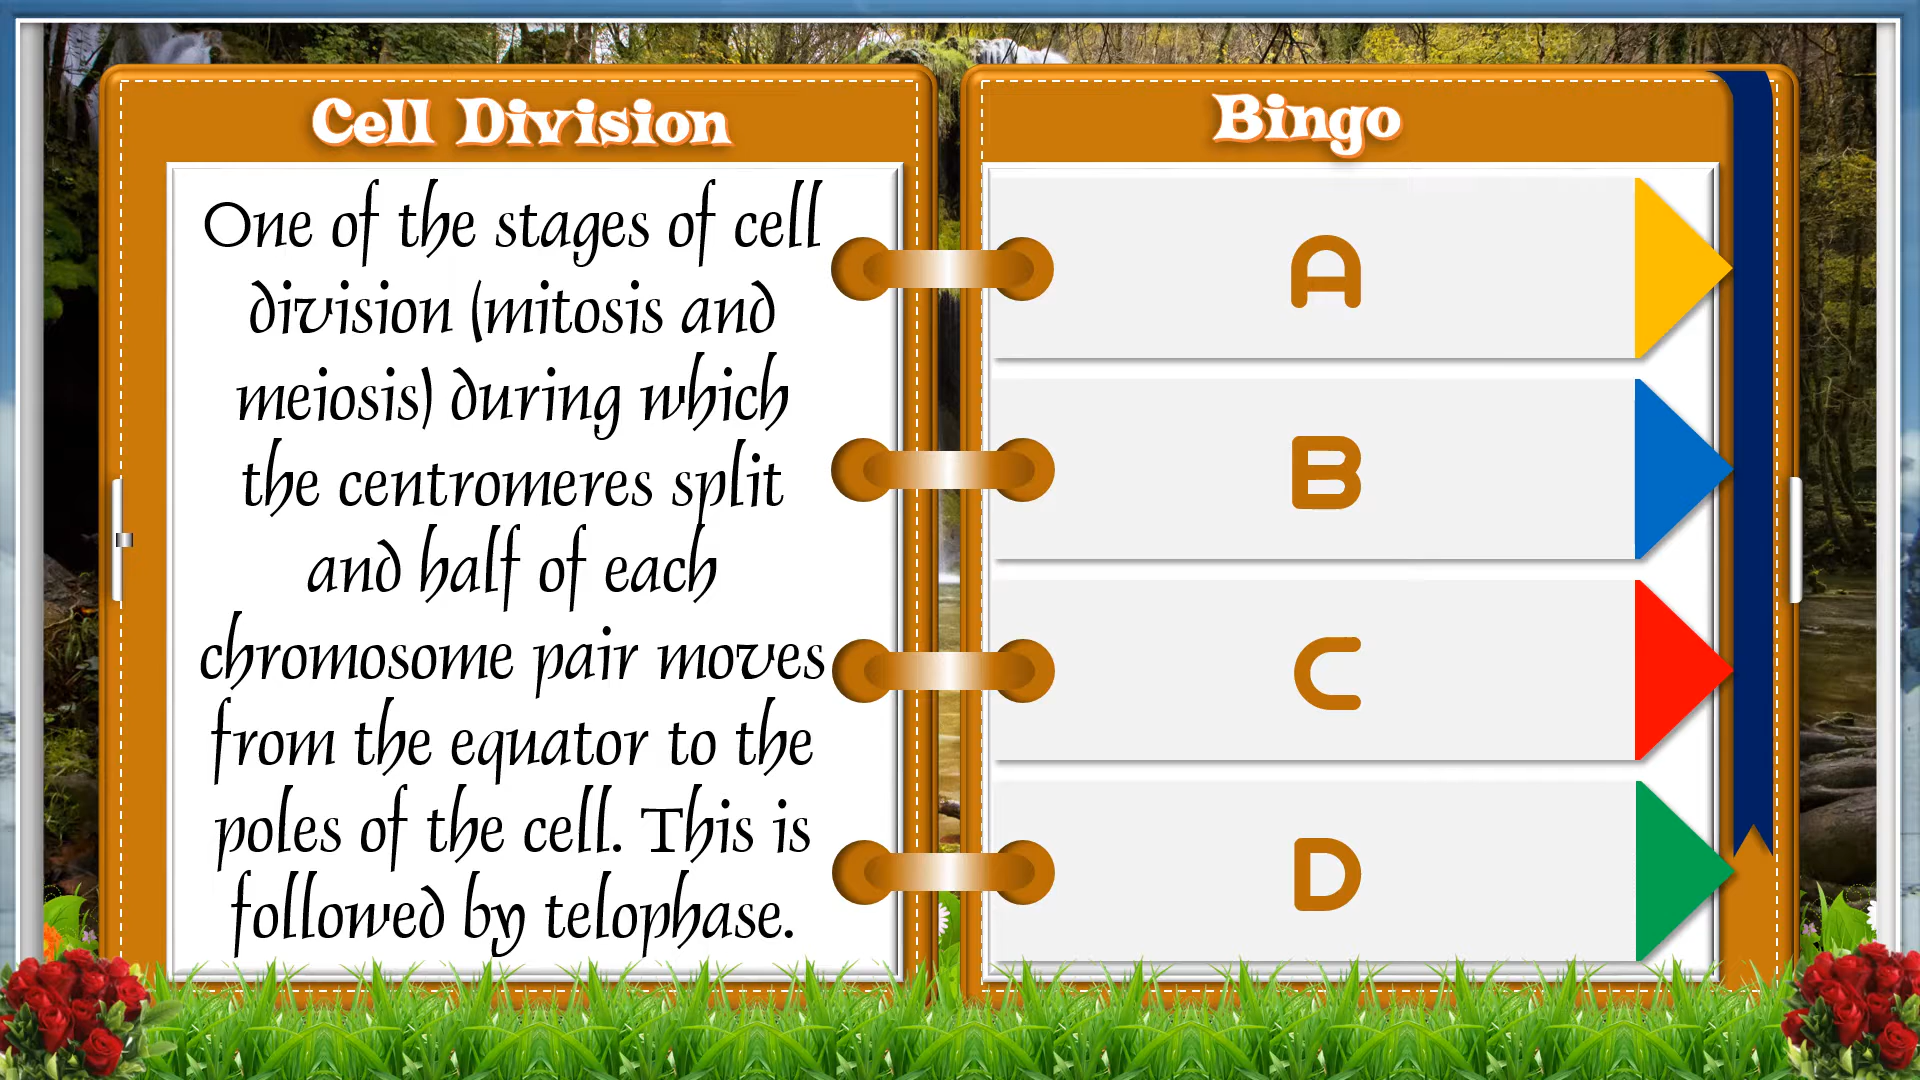 Cell Division
One of the stages of cell
division (mitosis and
meiosis) during which
the centromeres split
and half of each
chromosome pair moves
from the equator to the
poles of the cell. This is
followed by telophase.
Bingo
A
B
C
D